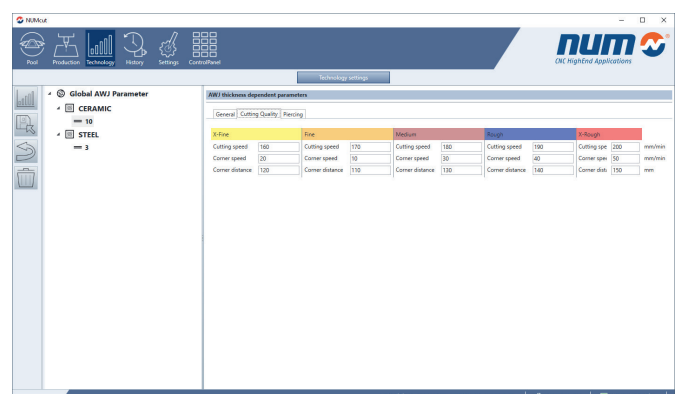 NUMcut
Pool Production Technology History Settings ControlPanel
num
CNC HighEnd Applications
Technology settings
Global AWJ Parameter
CERAMIC
10
STEEL
3
AWJ thickness dependent parameters
General Cutting Quality Piercing
X-Fine Fine Medium Rough X-Rough
Cutting speed 160 Cutting speed 170 Cutting speed 180 Cutting speed 190 Cutting spe 200 mm/min
Corner speed 20 Corner speed 10 Corner speed 30 Corner speed 40 Corner spe 50 mm/min
Corner distance 120 Corner distance 110 Corner distance 130 Corner distance 140 Corner dist 150 mm